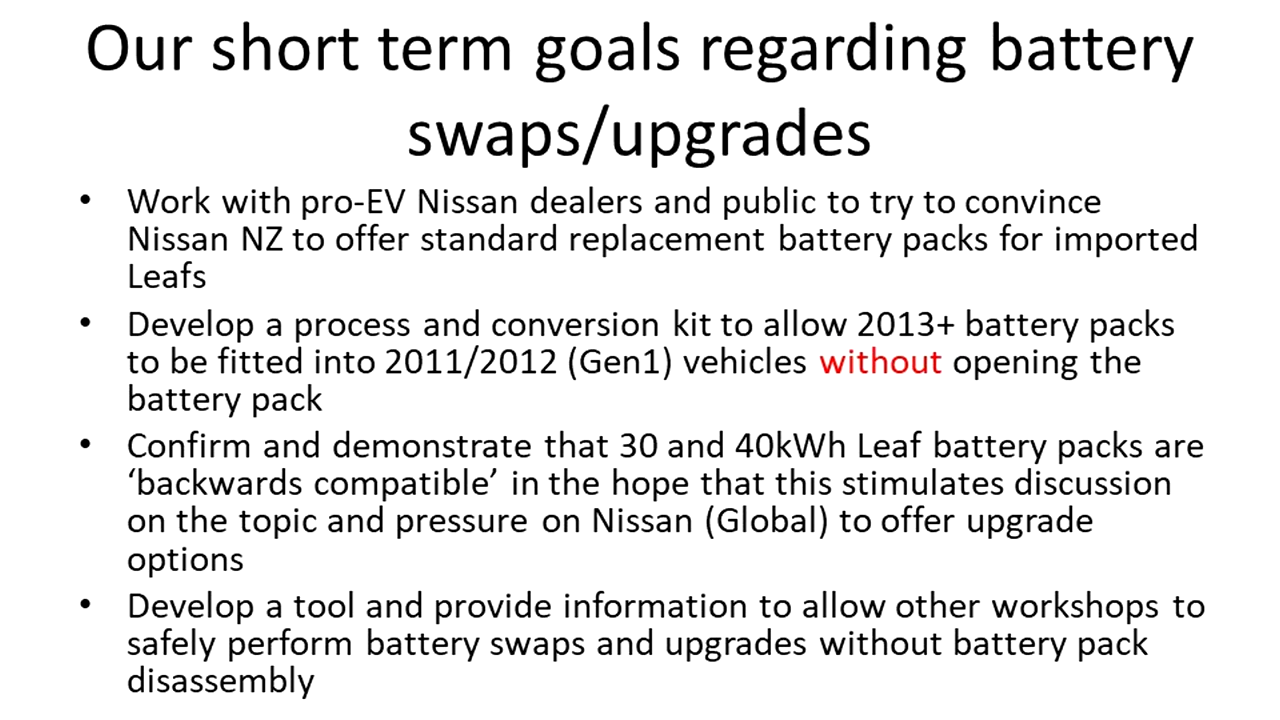 Our short term goals regarding battery
swaps/upgrades
• Work with pro-EV Nissan dealers and public to try to convince
Nissan NZ to offer standard replacement battery packs for imported
Leafs
• Develop a process and conversion kit to allow 2013+ battery packs
to be fitted into 2011/2012 (Gen1) vehicles without opening the
battery pack
• Confirm and demonstrate that 30 and 40kWh Leaf battery packs are
‘backwards compatible’ in the hope that this stimulates discussion
on the topic and pressure on Nissan (Global) to offer upgrade
options
• Develop a tool and provide information to allow other workshops to
safely perform battery swaps and upgrades without battery pack
disassembly